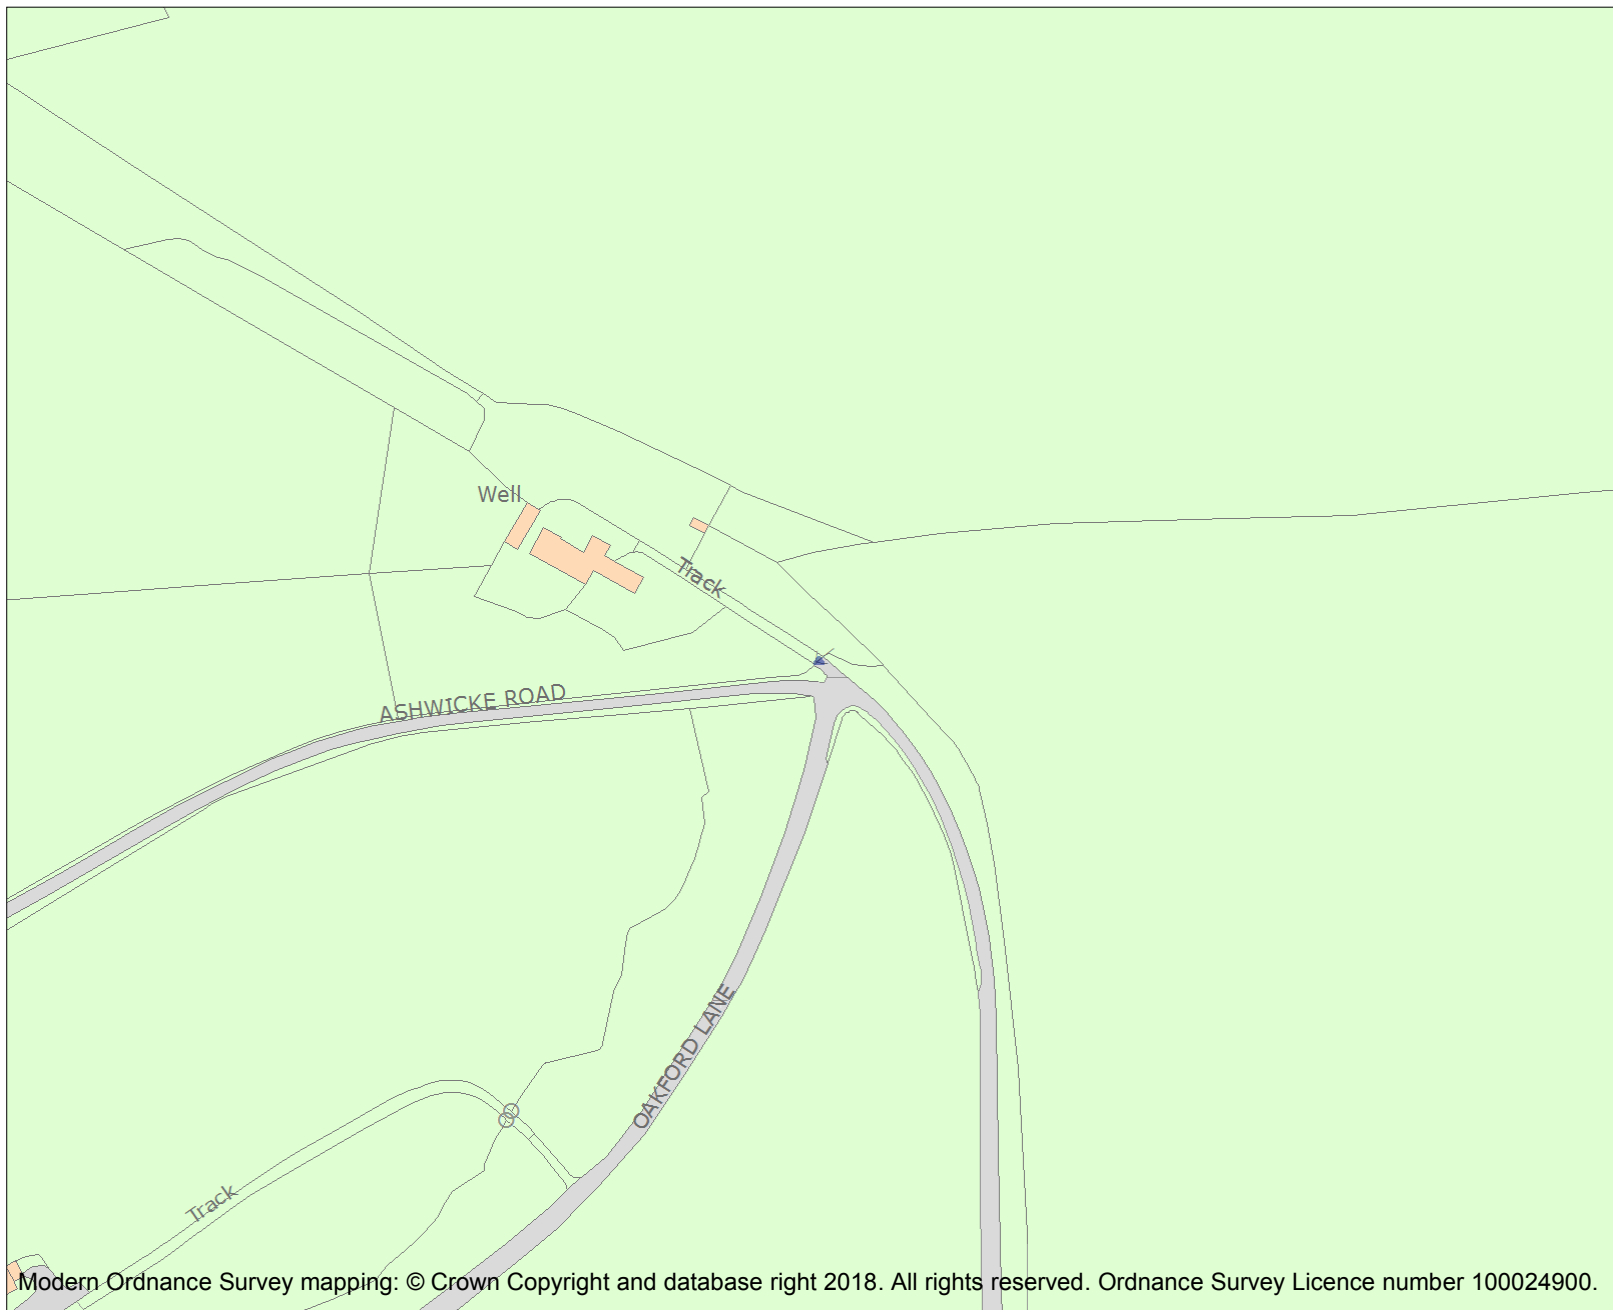 Well
Track
ASHWICKE ROAD
OAKFORD LANE
Track
Modern Ordnance Survey mapping: © Crown Copyright and database right 2018. All rights reserved. Ordnance Survey Licence number 100024900.